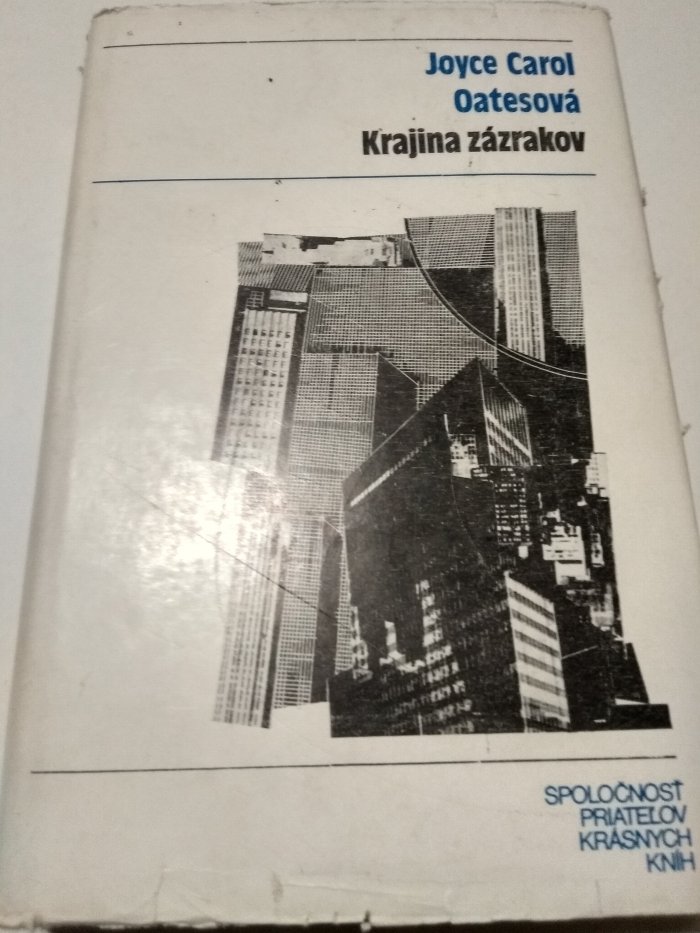 Joyce Carol
Oatesová
Krajina zázrakov
SPOLOČNOSŤ
PRIATEĽOV
KRÁSNYCH
KNÍH